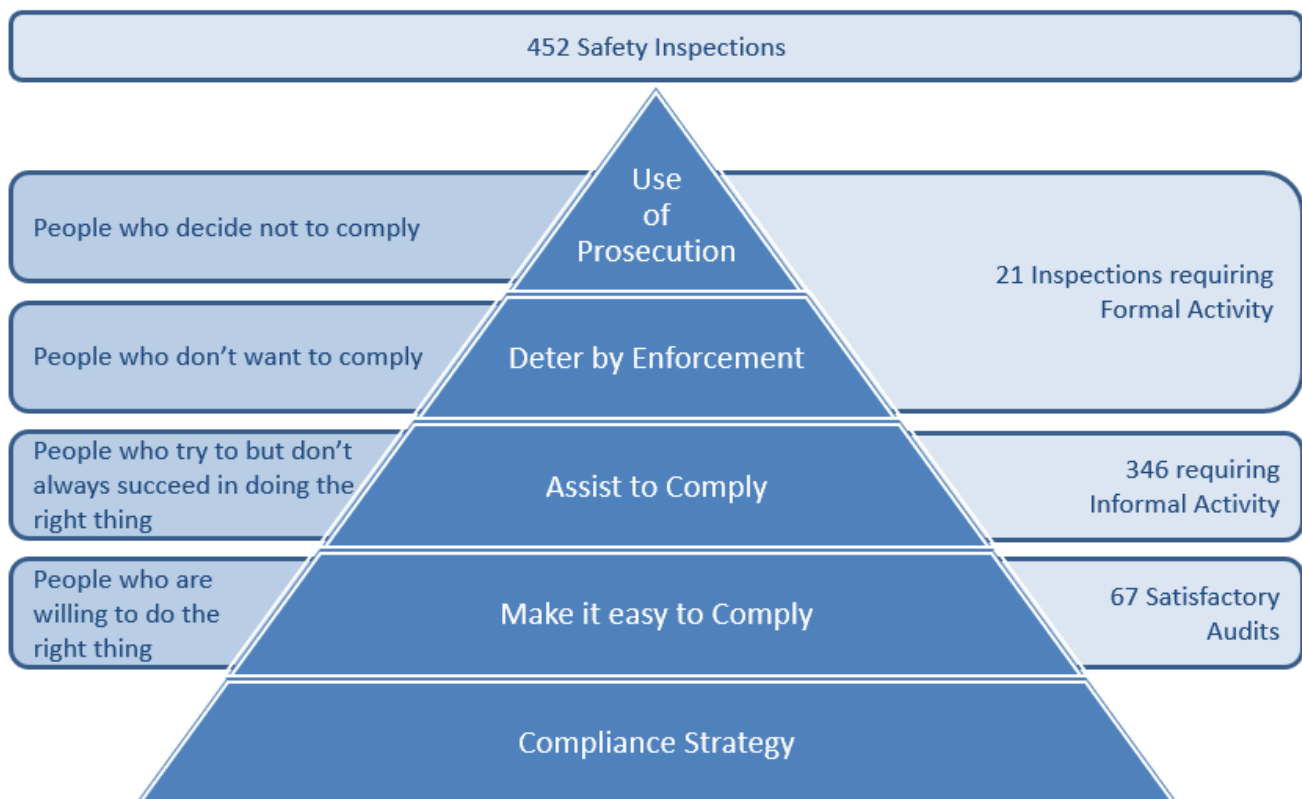 452 Safety Inspections
Use
of
Prosecution
People who decide not to comply
21 Inspections requiring
Formal Activity
People who don't want to comply
Deter by Enforcement
People who try to but don't
always succeed in doing the
right thing
Assist to Comply
346 requiring
Informal Activity
People who are
willing to do the
right thing
Make it easy to Comply
67 Satisfactory
Audits
Compliance Strategy